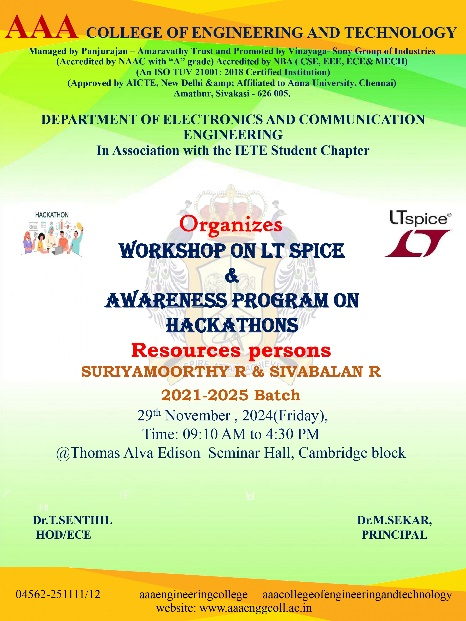 AAA COLLEGE OF ENGINEERING AND TECHNOLOGY
Managed by Panjurajan – Amaravathy Trust and Promoted by Vinayaga– Sony Group of Industries
(Accredited by NAAC with “A” grade) Accredited by NBA ( CSE, EEE, ECE& MECH)
(An ISO TUV 21001: 2018 Certified Institution)
(Approved by AICTE, New Delhi &amp; Affiliated to Anna University, Chennai)
Amathur, Sivakasi - 626 005.
DEPARTMENT OF ELECTRONICS AND COMMUNICATION
ENGINEERING
In Association with the IETE Student Chapter
HACKATHON
LTspice®
Organizes
WORKSHOP ON LT SPICE
&
AWARENESS PROGRAM ON
HACKATHONS
Resources persons
SURIYAMOORTHY R & SIVABALAN R
2021-2025 Batch
29th November , 2024(Friday),
Time: 09:10 AM to 4:30 PM
@Thomas Alva Edison Seminar Hall, Cambridge block
Dr.T.SENTHIL
HOD/ECE
Dr.M.SEKAR,
PRINCIPAL
04562-251111/12 aaaengineeringcollege aaacollegeofengineeringandtechnology
website: www.aaaenggcoll.ac.in